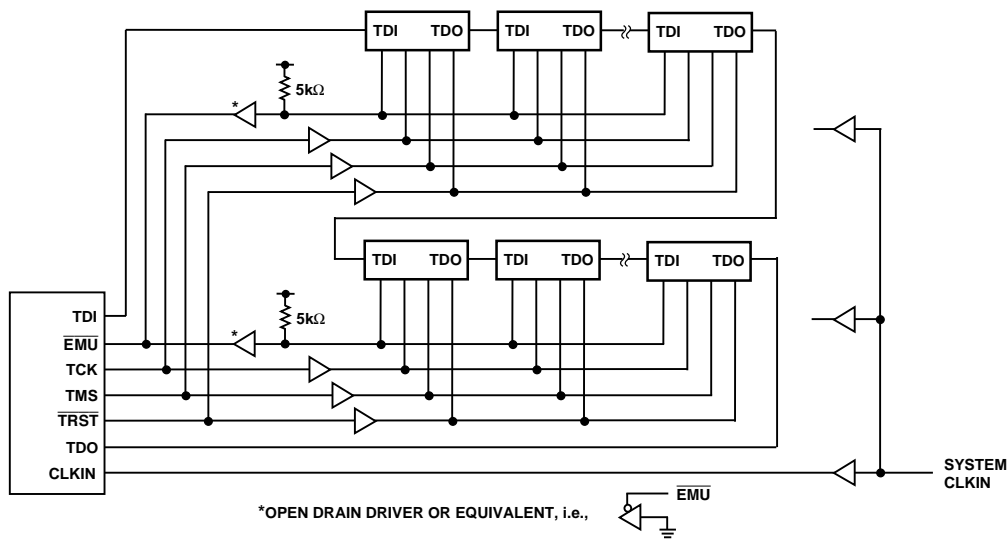 TDI TDO TDI TDO TDI TDO
5kΩ
*
TDI TDO TDI TDO TDI TDO
5kΩ
*
TDI
EMU
TCK
TMS
TRST
TDO
CLKIN
SYSTEM
CLKIN
*OPEN DRAIN DRIVER OR EQUIVALENT, i.e.,
EMU